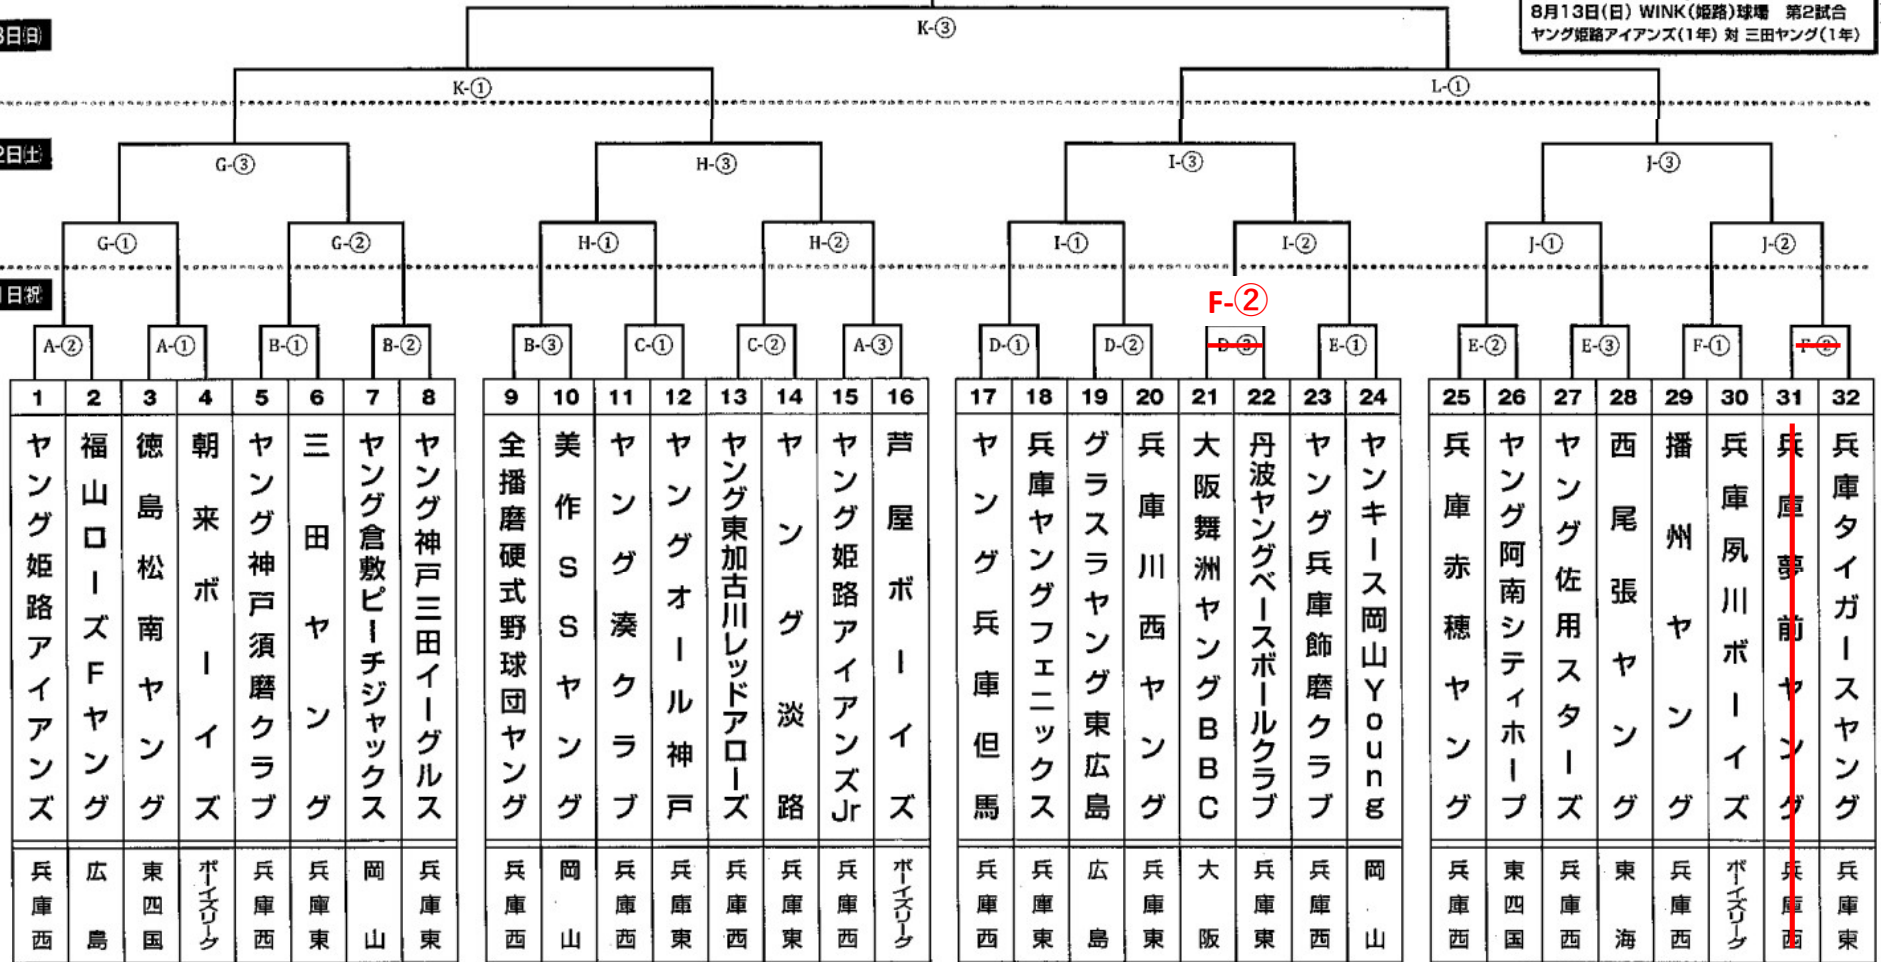 8月13日(日) WINK(姫路)球場 第2試合
ヤング姫路アイアンズ(1年) 対 三田ヤング(1年)
3日(日)
K-③
K-① L-①
2日(土)
G-③ H-③ I-③ J-③
G-① G-② H-① H-② I-① I-② J-① J-②
1日(祝)
F-②
A-② A-① B-① B-② B-③ C-① C-② A-③ D-① D-② D-③ E-① E-② E-③ F-① F-②
1 2 3 4 5 6 7 8 9 10 11 12 13 14 15 16 17 18 19 20 21 22 23 24 25 26 27 28 29 30 31 32
ヤング姫路アイアンズ
福山ローズFヤング
徳島松南ヤング
朝来ボーイズ
ヤング神戸須磨クラブ
三田ヤング
ヤング倉敷ピーチジャックス
ヤング神戸三田イーグルス
全播磨硬式野球団ヤング
美作SSヤング
ヤング湊クラブ
ヤングオール神戸
ヤング東加古川レッドアローズ
ヤング淡路
ヤング姫路アイアンズJr
芦屋ボーイズ
ヤング兵庫但馬
兵庫ヤングフェニックス
グラスラヤング東広島
兵庫川西ヤング
大阪舞洲ヤングBBC
丹波ヤングベースボールクラブ
ヤング兵庫飾磨クラブ
ヤンキース岡山Young
兵庫赤穂ヤング
ヤング阿南シティホープ
ヤング佐用スターズ
西尾張ヤング
播州ヤング
兵庫夙川ボーイズ
兵庫夢前ヤング
兵庫タイガースヤング
兵庫西
広島
東四国
ボーイズリーグ
兵庫西
兵庫東
岡山
兵庫東
兵庫西
岡山
兵庫西
兵庫東
兵庫西
兵庫東
兵庫西
ボーイズリーグ
兵庫西
兵庫東
広島
兵庫東
大阪
兵庫東
兵庫西
岡山
兵庫西
東四国
兵庫西
東海
兵庫西
ボーイズリーグ
兵庫西
兵庫東